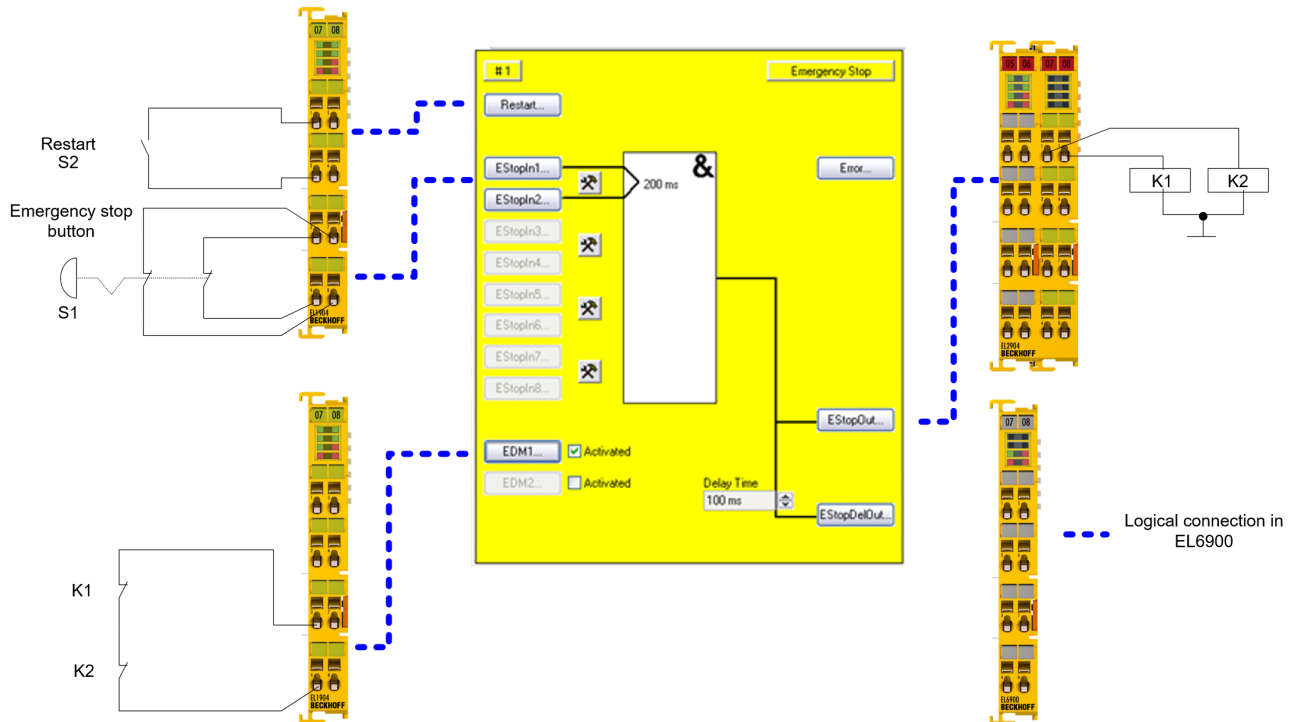 07 08
Restart
S2
Emergency stop
button
S1
EL1904
BECKHOFF
07 08
K1
K2
EL1904
BECKHOFF
# 1
Emergency Stop
Restart...
EStopIn1...
EStopIn2...
EStopIn3...
EStopIn4...
EStopIn5...
EStopIn6...
EStopIn7...
EStopIn8...
&
200 ms
Error...
EDM1...
Activated
EDM2...
Activated
Delay Time
100 ms
EStopOut...
EStopDelOut...
05 06 07 08
K1
K2
EL2904
BECKHOFF
07 08
Logical connection in
EL6900
EL6900
BECKHOFF